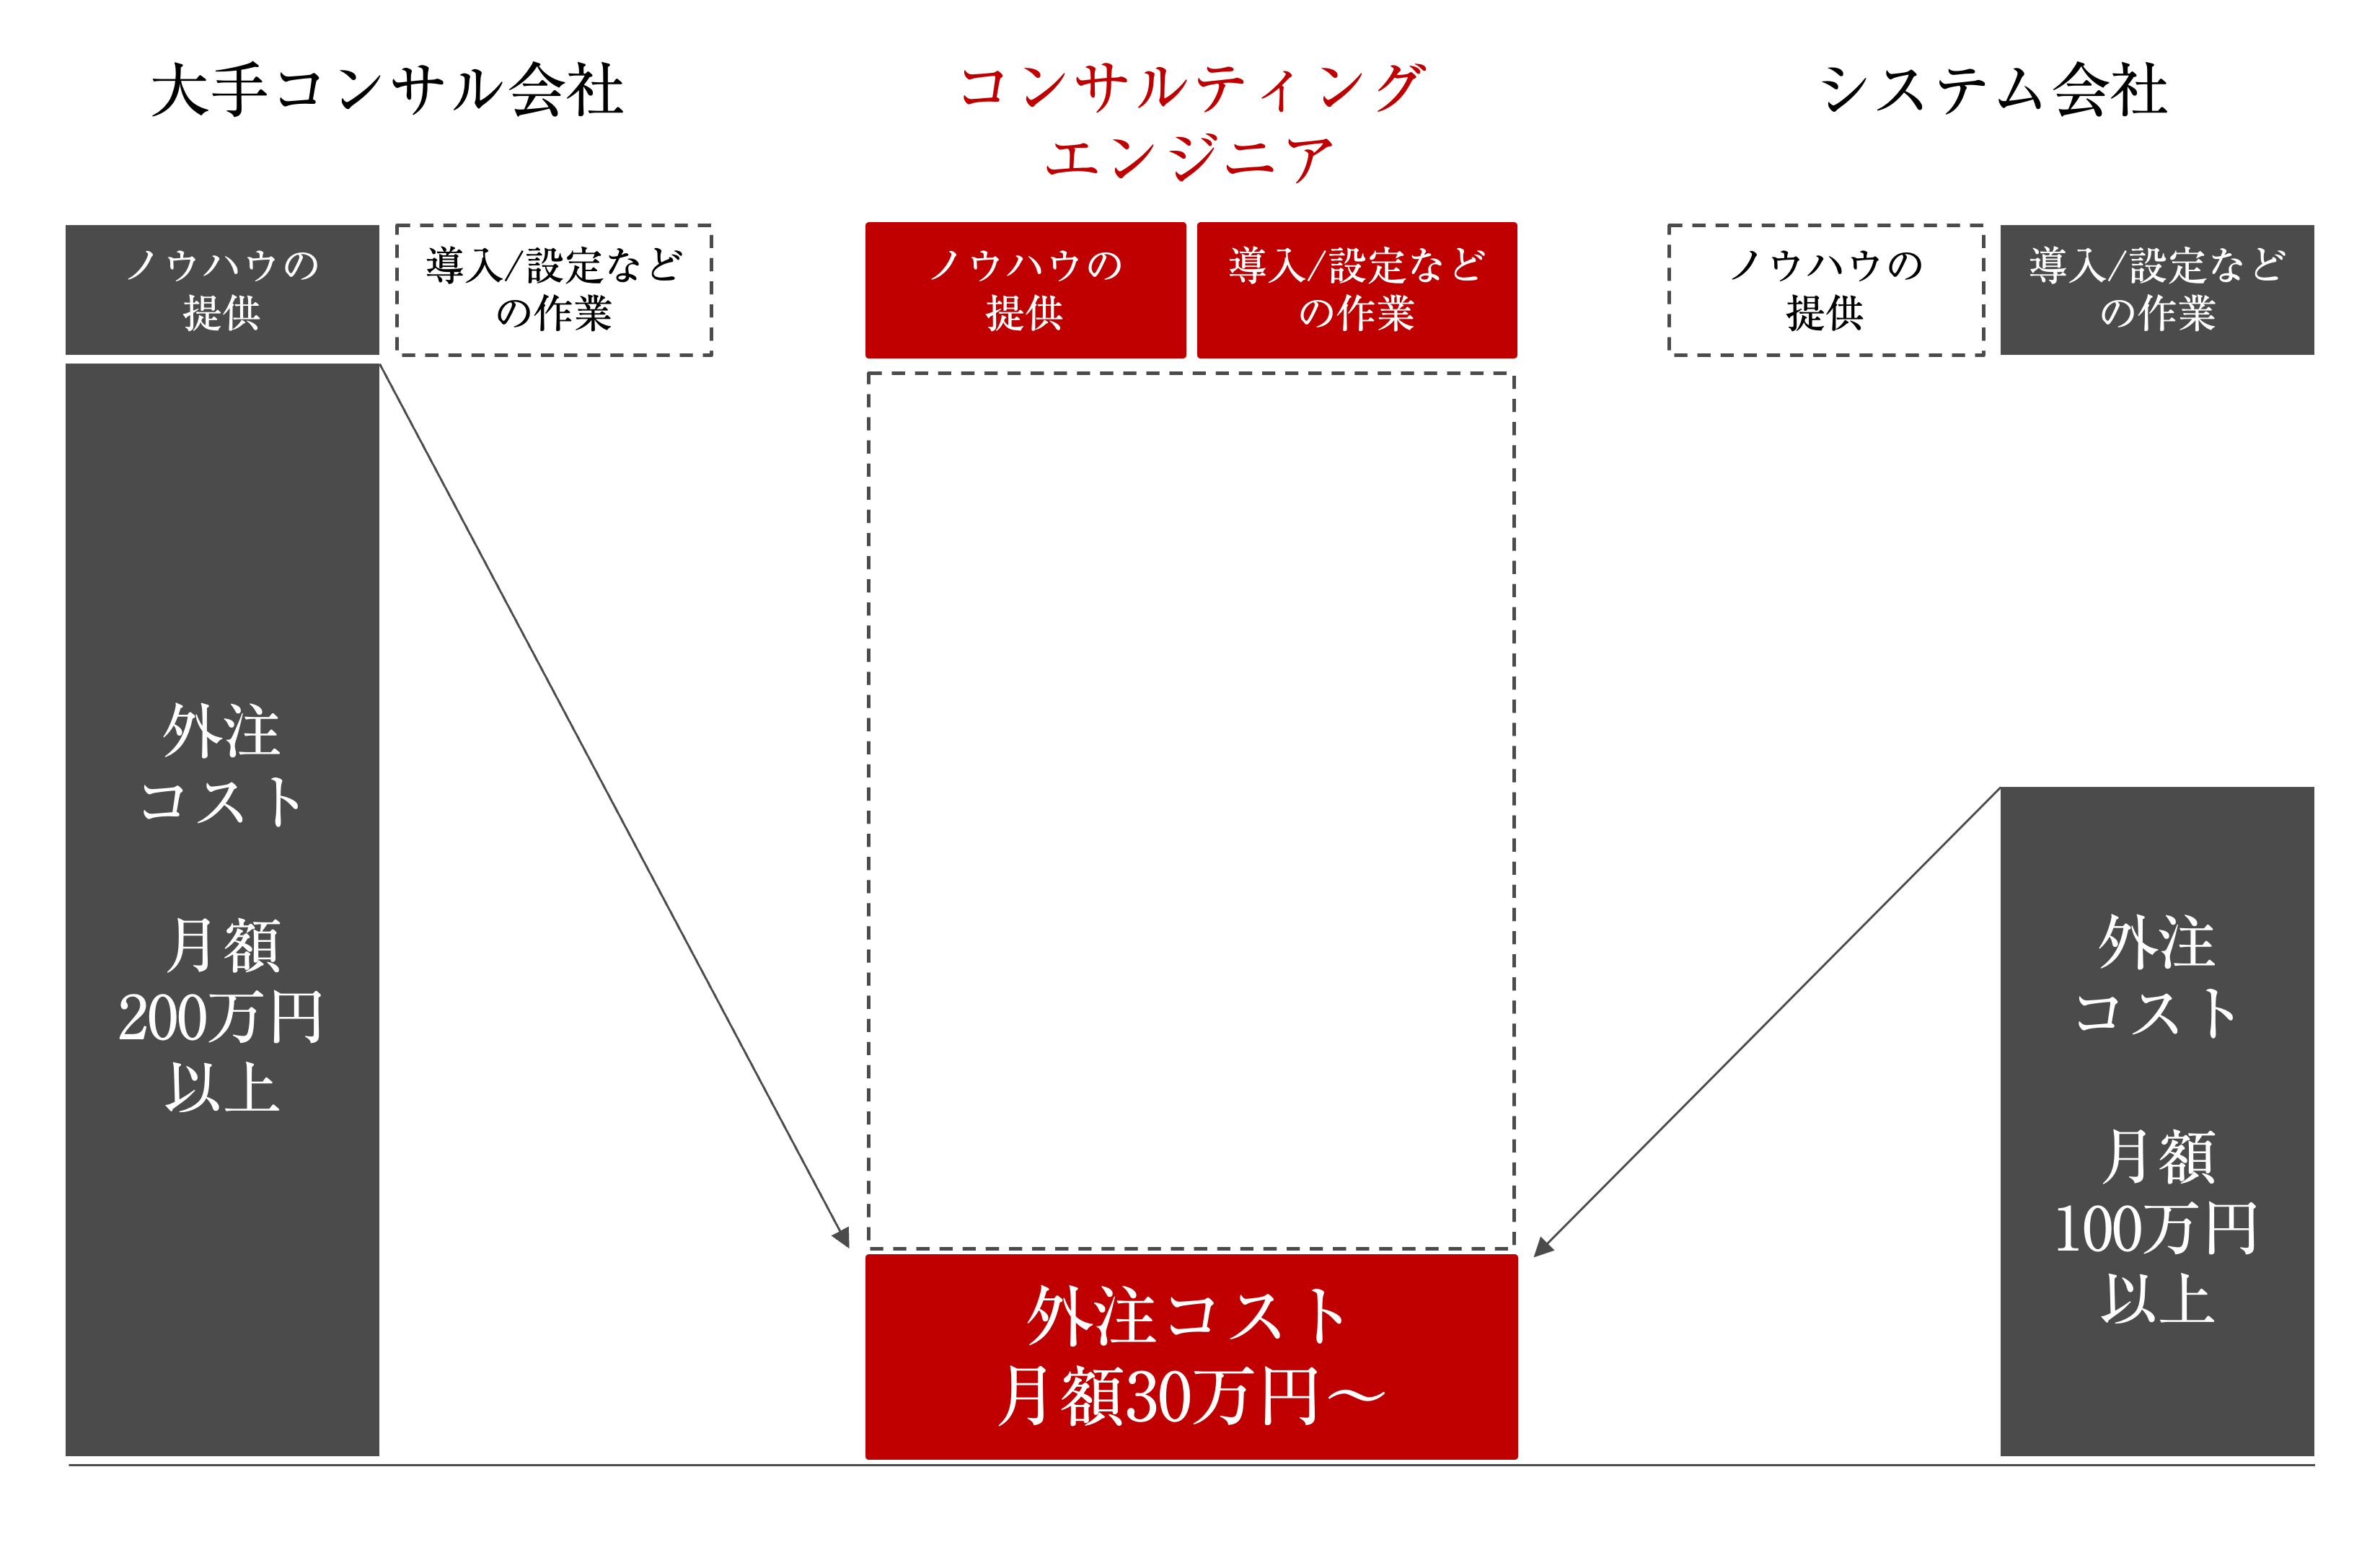 大手コンサル会社
ノウハウの
提供
導入/設定など
の作業
外注
コスト
月額
200万円
以上
コンサルティング
エンジニア
ノウハウの
提供
導入/設定など
の作業
外注コスト
月額30万円〜
システム会社
ノウハウの
提供
導入/設定など
の作業
外注
コスト
月額
100万円
以上